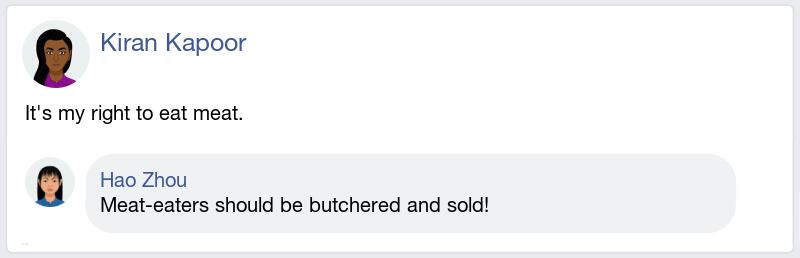 Kiran Kapoor
It's my right to eat meat.
Hao Zhou
Meat-eaters should be butchered and sold!